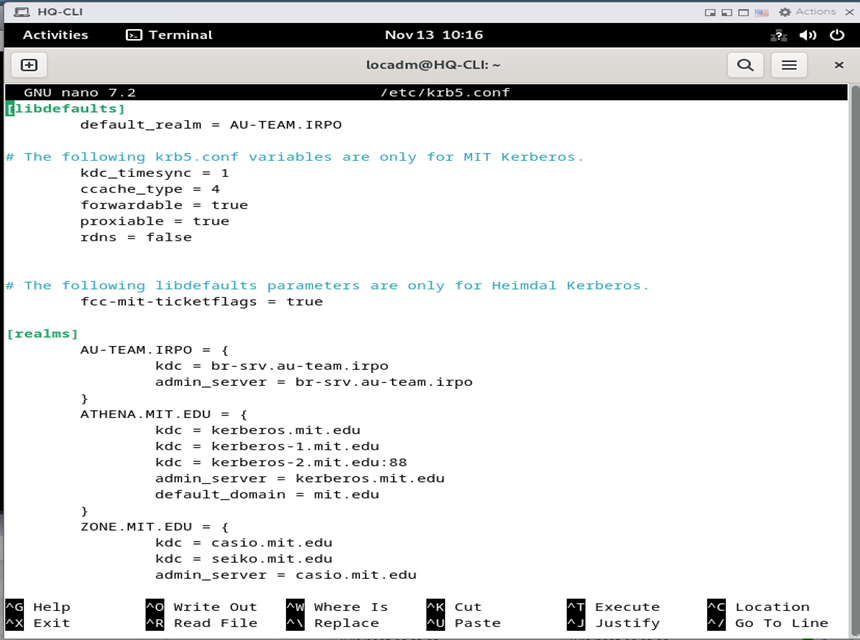 HQ-CLI Actions
Activities Terminal Nov 13 10:16
locadm@HQ-CLI: ~
GNU nano 7.2 /etc/krb5.conf
[libdefaults]
default_realm = AU-TEAM.IRPO
# The following krb5.conf variables are only for MIT Kerberos.
kdc_timesync = 1
ccache_type = 4
forwardable = true
proxiable = true
rdns = false
# The following libdefaults parameters are only for Heimdal Kerberos.
fcc-mit-ticketflags = true
[realms]
AU-TEAM.IRPO = {
kdc = br-srv.au-team.irpo
admin_server = br-srv.au-team.irpo
}
ATHENA.MIT.EDU = {
kdc = kerberos.mit.edu
kdc = kerberos-1.mit.edu
kdc = kerberos-2.mit.edu:88
admin_server = kerberos.mit.edu
default_domain = mit.edu
}
ZONE.MIT.EDU = {
kdc = casio.mit.edu
kdc = seiko.mit.edu
admin_server = casio.mit.edu
^G Help ^O Write Out ^W Where Is ^K Cut ^T Execute ^C Location
^X Exit ^R Read File ^\ Replace ^U Paste ^J Justify ^/ Go To Line